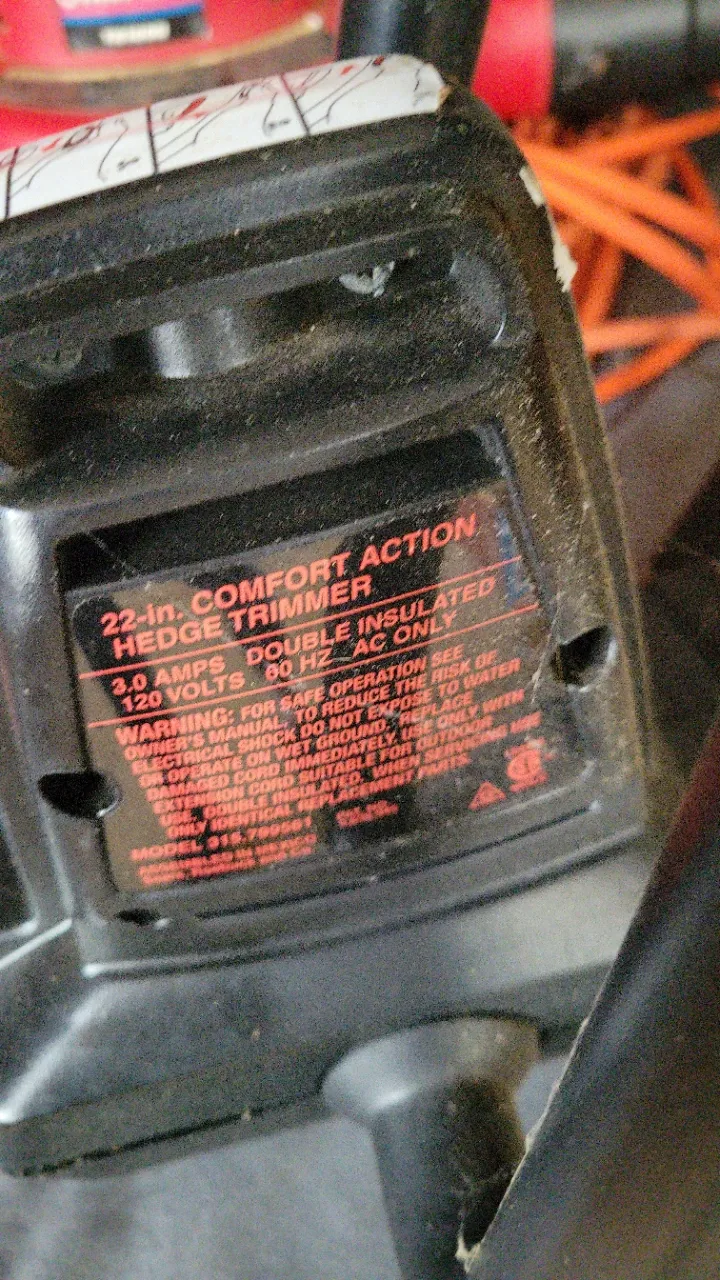 22-in. COMFORT ACTION
HEDGE TRIMMER
3.0 AMPS DOUBLE INSULATED
120 VOLTS 60 HZ AC ONLY
WARNING: FOR SAFE OPERATION SEE
OWNER'S MANUAL. TO REDUCE THE RISK OF
ELECTRICAL SHOCK DO NOT EXPOSE TO WATER
OR OPERATE ON WET GROUND. REPLACE
DAMAGED CORD IMMEDIATELY. USE ONLY WITH
EXTENSION CORD SUITABLE FOR OUTDOOR
USE. DOUBLE INSULATED. WHEN SERVICING USE
ONLY IDENTICAL REPLACEMENT PARTS.
MODEL